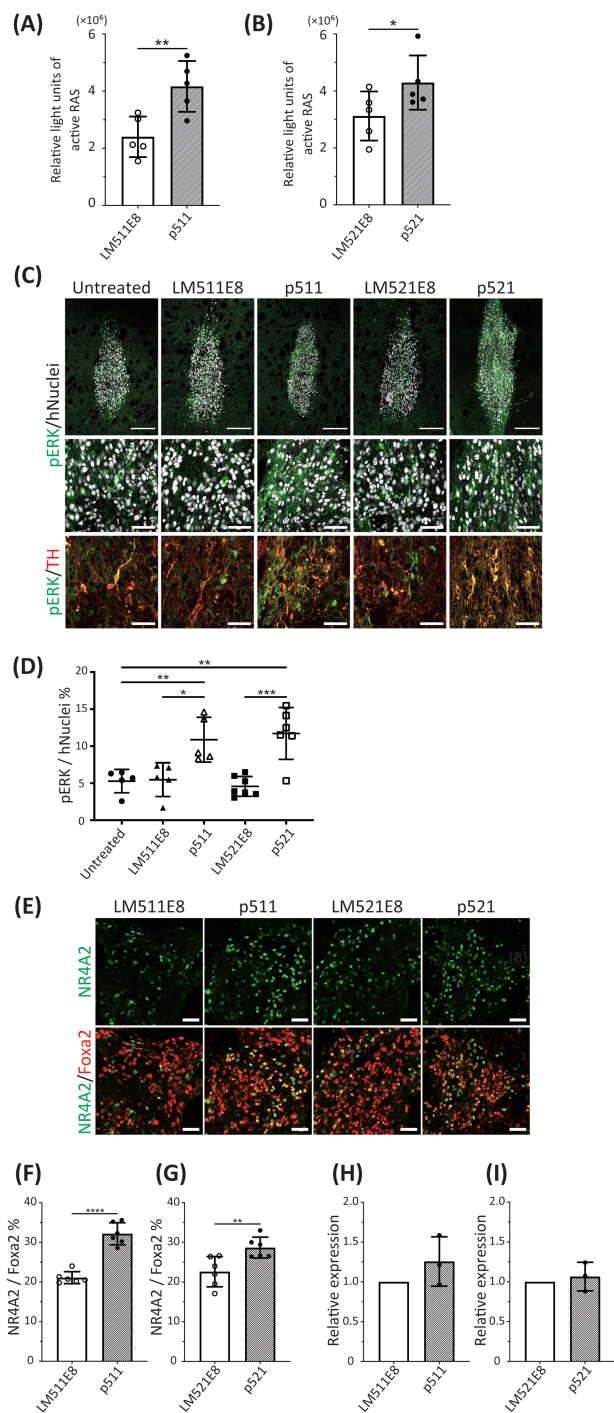 (A)
(×10⁶)
Relative light units of
active RAS
6
4
2
0
**
LM511E8
p511
(B)
(×10⁶)
Relative light units of
active RAS
6
4
2
0
*
LM521E8
p521
(C)
Untreated
LM511E8
p511
LM521E8
p521
pERK/hNuclei
pERK/TH
(D)
pERK / hNuclei %
20
15
10
5
0
**
**
*
***
Untreated
LM511E8
p511
LM521E8
p521
(E)
LM511E8
p511
LM521E8
p521
NR4A2
(B)
NR4A2/Foxa2
(F)
NR4A2 / Foxa2 %
40
30
20
10
0
****
LM511E8
p511
(G)
NR4A2 / Foxa2 %
40
30
20
10
0
**
LM521E8
p521
(H)
Relative expression
2.0
1.5
1.0
0.5
0.0
LM511E8
p511
(I)
Relative expression
2.0
1.5
1.0
0.5
0.0
LM521E8
p521